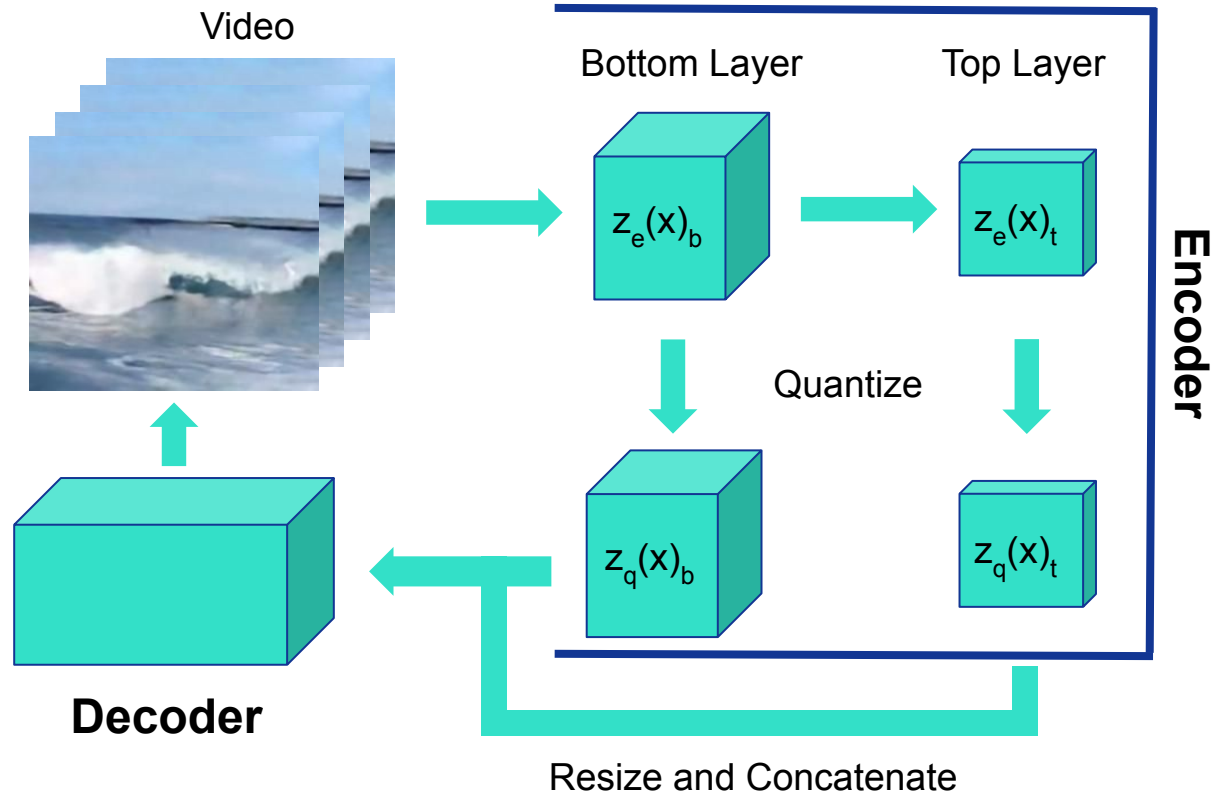 Video
Bottom Layer
Top Layer
z_e(x)_b
z_e(x)_t
Encoder
Quantize
z_q(x)_b
z_q(x)_t
Decoder
Resize and Concatenate